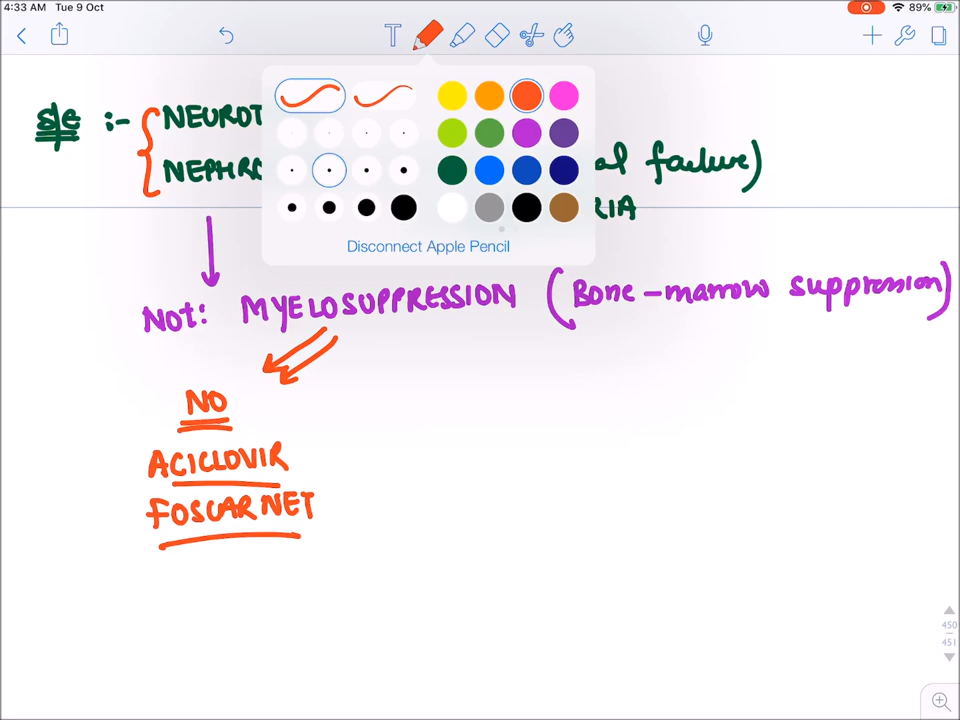 4:33 AM Tue 9 Oct 89%
T
s/e :- NEUROT
NEPHRO al failure)
RIA
Disconnect Apple Pencil
Not: MYELOSUPPRESSION (Bone-marrow suppression)
NO
ACICLOVIR
FOSCARNET
450
451